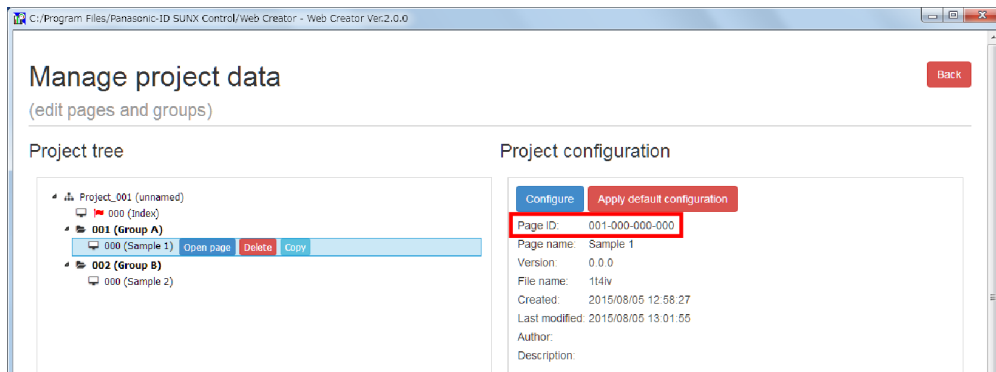 C:/Program Files/Panasonic-ID SUNX Control/Web Creator - Web Creator Ver.2.0.0
Manage project data
Back
(edit pages and groups)
Project tree
Project_001 (unnamed)
000 (Index)
001 (Group A)
000 (Sample 1) Open page Delete Copy
002 (Group B)
000 (Sample 2)
Project configuration
Configure Apply default configuration
Page ID: 001-000-000-000
Page name: Sample 1
Version: 0.0.0
File name: 1t4iv
Created: 2015/08/05 12:58:27
Last modified: 2015/08/05 13:01:55
Author:
Description: